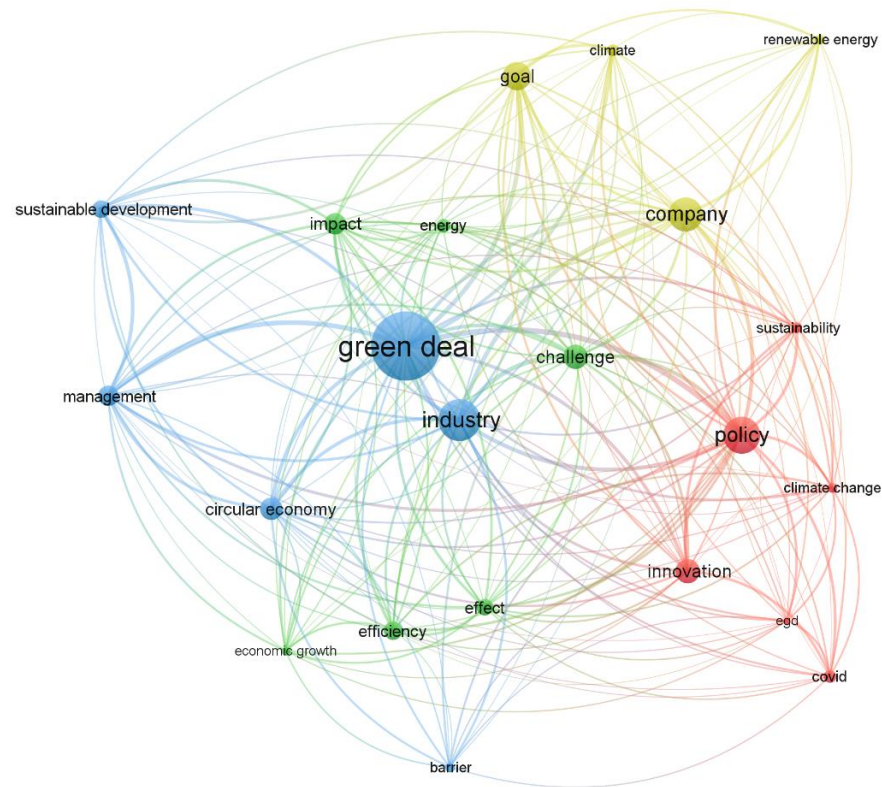 climate
renewable energy
goal
sustainable development
company
impact
energy
sustainability
green deal
challenge
management
industry
policy
climate change
circular economy
innovation
effect
efficiency
egd
economic growth
covid
barrier